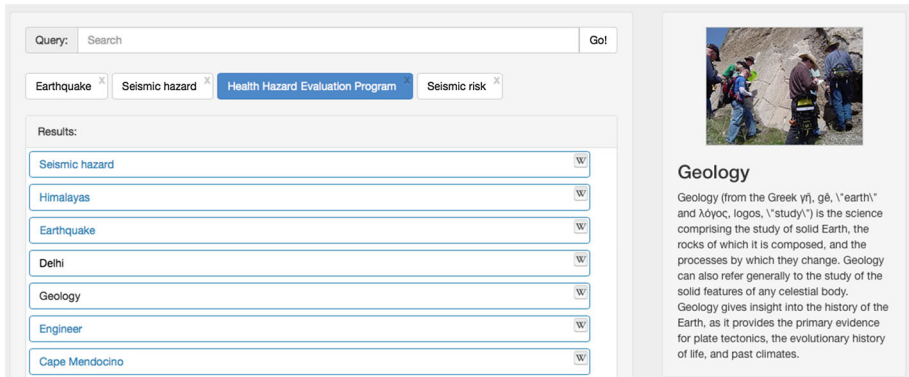 Query: Search Go!
Earthquake x Seismic hazard x Health Hazard Evaluation Program x Seismic risk x
Results:
Seismic hazard W
Himalayas W
Earthquake W
Delhi W
Geology W
Engineer W
Cape Mendocino W
Geology
Geology (from the Greek γῆ, gê, \"earth\"
and λόγος, logos, \"study\") is the science
comprising the study of solid Earth, the
rocks of which it is composed, and the
processes by which they change. Geology
can also refer generally to the study of the
solid features of any celestial body.
Geology gives insight into the history of the
Earth, as it provides the primary evidence
for plate tectonics, the evolutionary history
of life, and past climates.